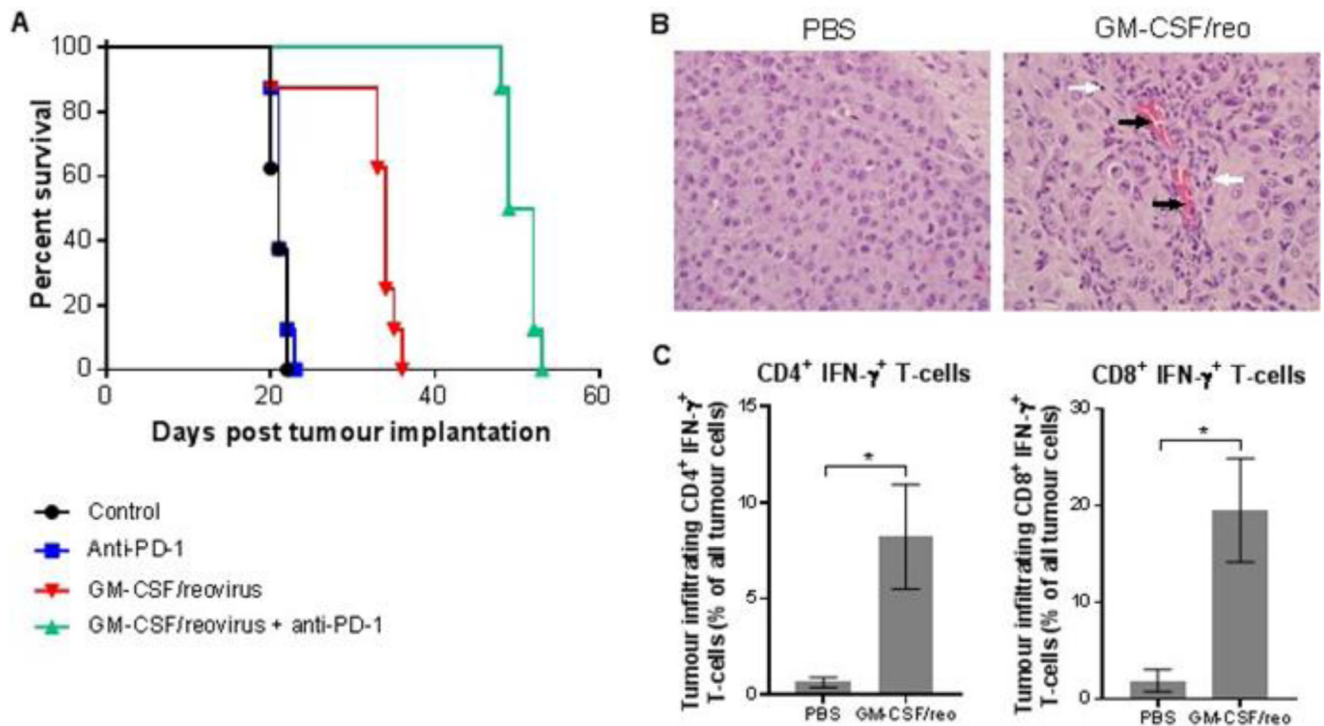 A
100
80
60
40
20
0
Percent survival
0
20
40
60
Days post tumour implantation
Control
Anti-PD-1
GM-CSF/reovirus
GM-CSF/reovirus + anti-PD-1
B
PBS
GM-CSF/reo
C
CD4⁺ IFN-γ⁺ T-cells
Tumour infiltrating CD4⁺ IFN-γ⁺
T-cells (% of all tumour cells)
15
10
5
0
*
PBS
GM-CSF/reo
CD8⁺ IFN-γ⁺ T-cells
Tumour infiltrating CD8⁺ IFN-γ⁺
T-cells (% of all tumour cells)
30
20
10
0
*
PBS
GM-CSF/reo